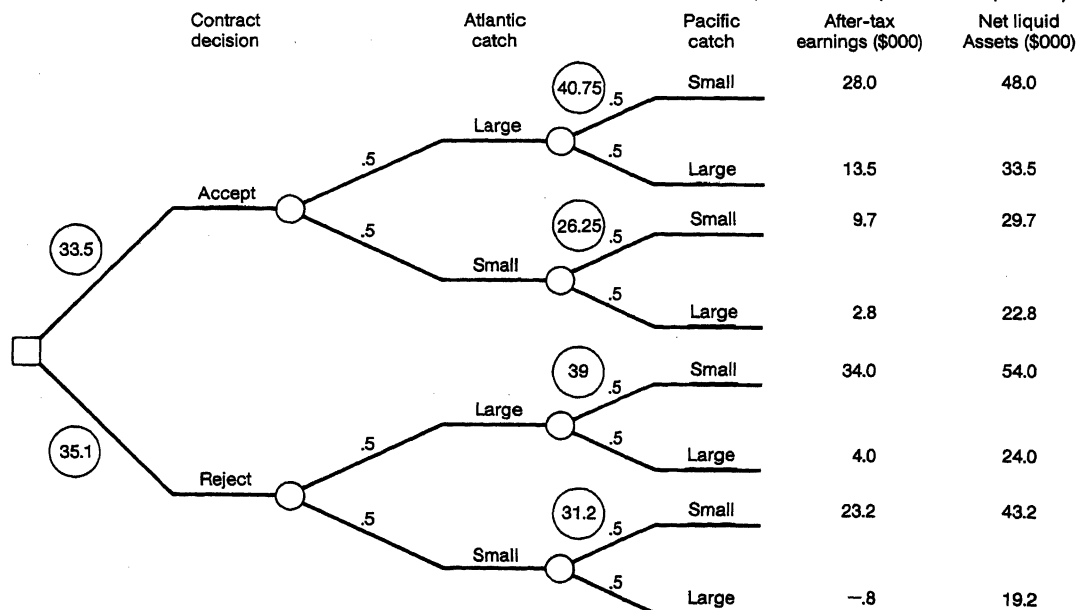 Contract decision
Atlantic catch
Pacific catch
After-tax earnings ($000)
Net liquid Assets ($000)
40.75 .5 Small 28.0 48.0
Large
.5
.5 Large 13.5 33.5
Accept
33.5
26.25 .5 Small 9.7 29.7
.5
Small
.5 Large 2.8 22.8
39 .5 Small 34.0 54.0
Large
.5
.5 Large 4.0 24.0
35.1
Reject
31.2 .5 Small 23.2 43.2
.5
Small
.5 Large –.8 19.2